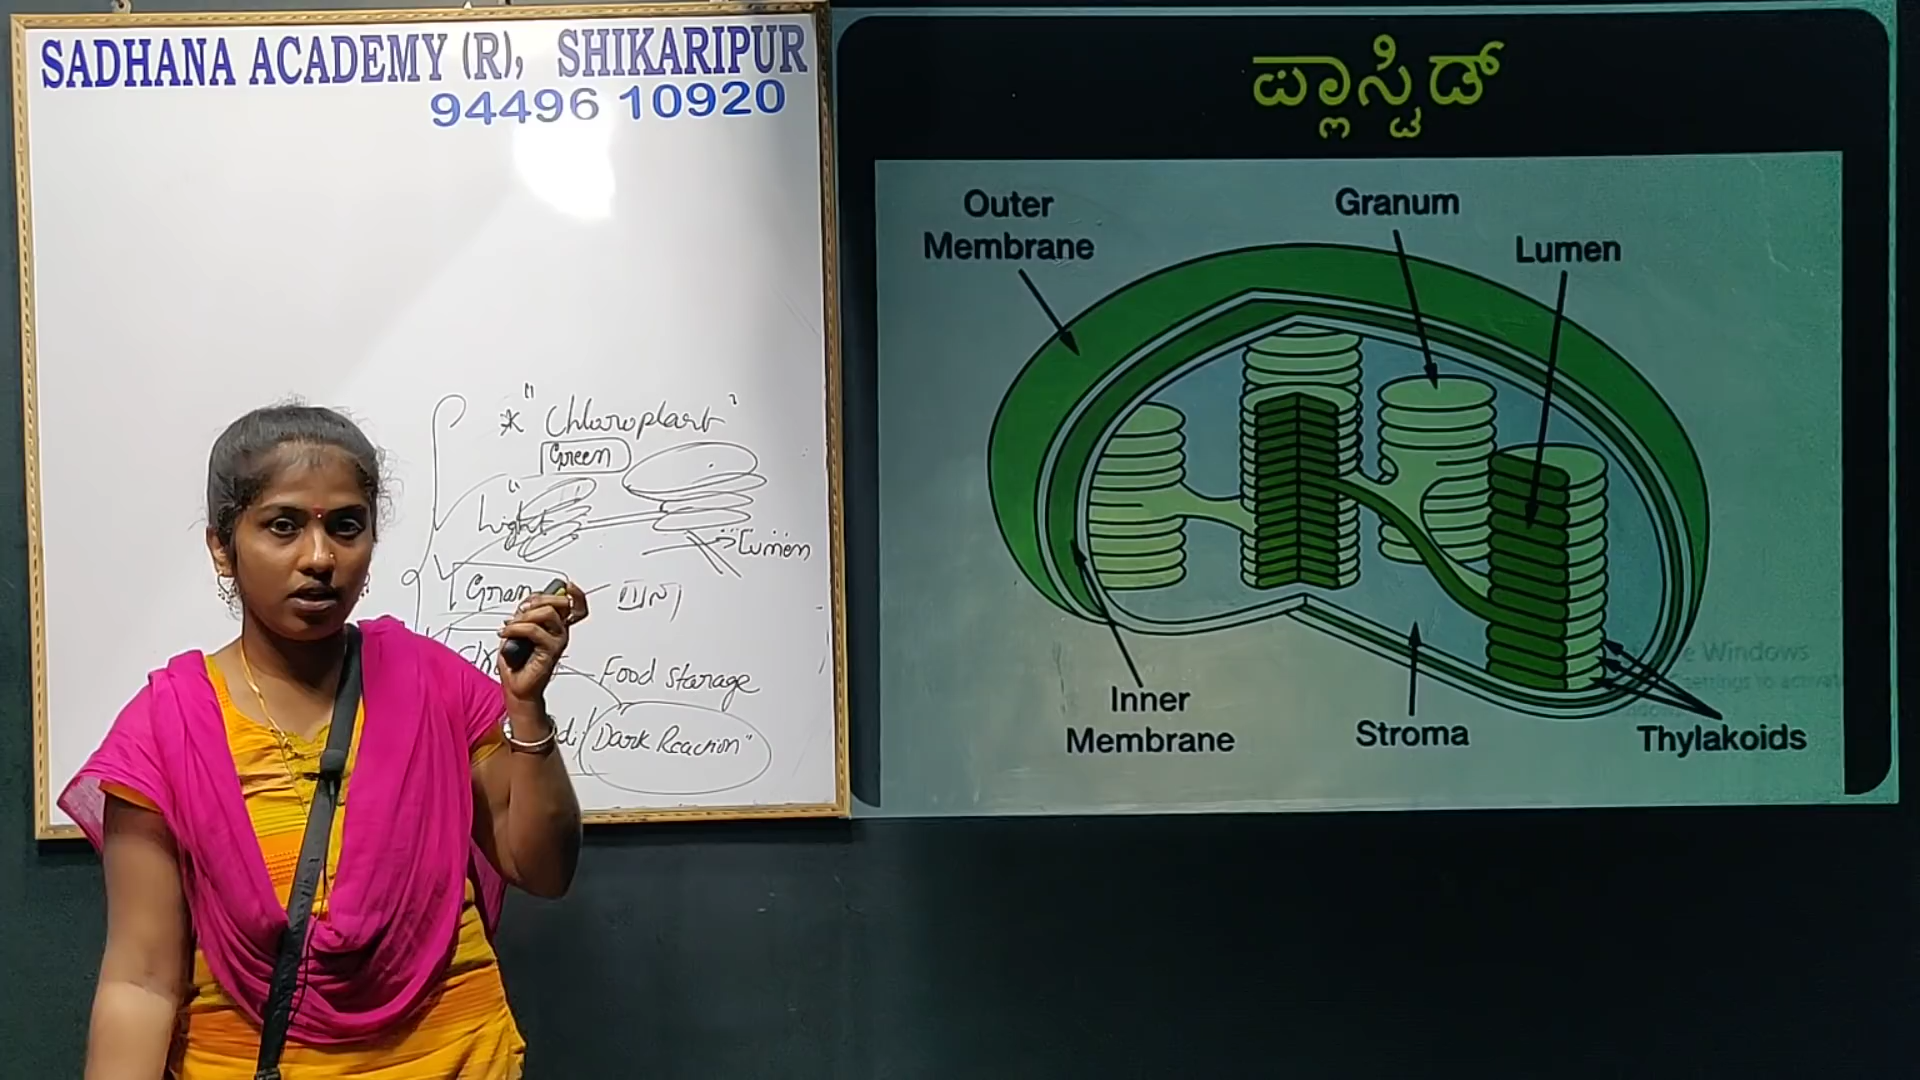 SADHANA ACADEMY (R), SHIKARIPUR
94496 10920
* "Chloroplast"
Green
Light
Lumen
Food Storage
Dark Reaction"
ಪ್ಲಾಸ್ಟಿಡ್
Outer
Membrane
Granum
Lumen
Inner
Membrane
Stroma
Thylakoids